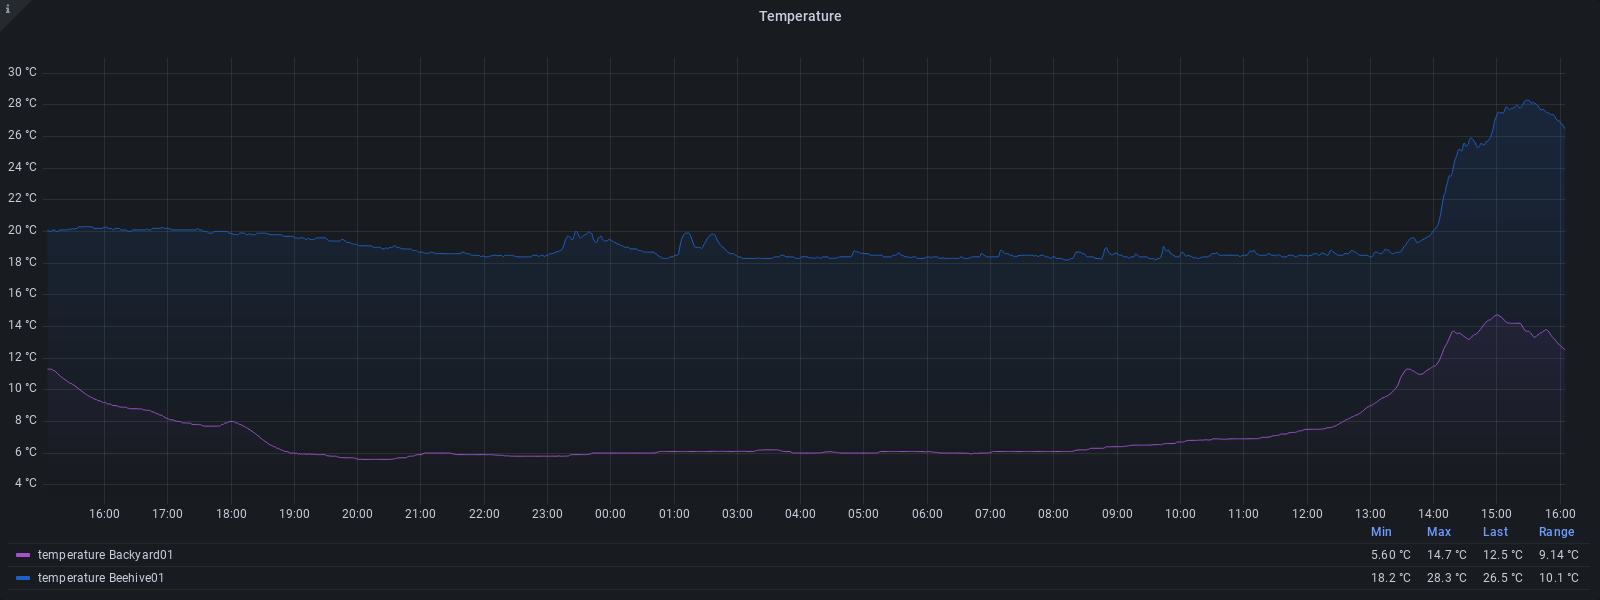 i
Temperature
30 °C
28 °C
26 °C
24 °C
22 °C
20 °C
18 °C
16 °C
14 °C
12 °C
10 °C
8 °C
6 °C
4 °C
16:00 17:00 18:00 19:00 20:00 21:00 22:00 23:00 00:00 01:00 02:00 03:00 04:00 05:00 06:00 07:00 08:00 09:00 10:00 11:00 12:00 13:00 14:00 15:00 16:00
Min Max Last Range
temperature Backyard01 5.60 °C 14.7 °C 12.5 °C 9.14 °C
temperature Beehive01 18.2 °C 28.3 °C 26.5 °C 10.1 °C